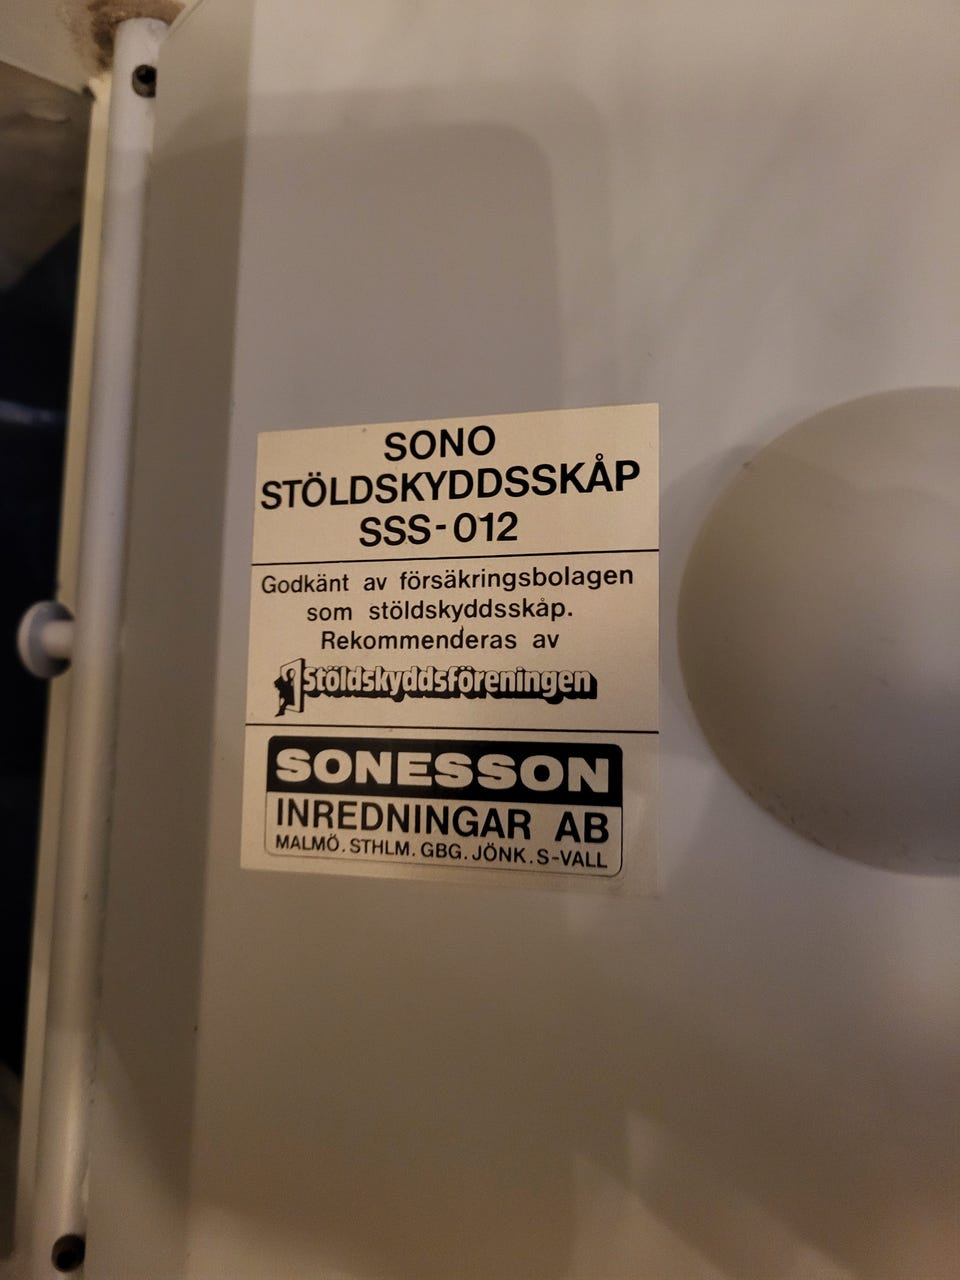 SONO
STÖLDSKYDDSSKÅP
SSS-012
Godkänt av försäkringsbolagen
som stöldskyddsskåp.
Rekommenderas av
Stöldskyddsföreningen
SONESSON
INREDNINGAR AB
MALMÖ. STHLM. GBG. JÖNK. S-VALL